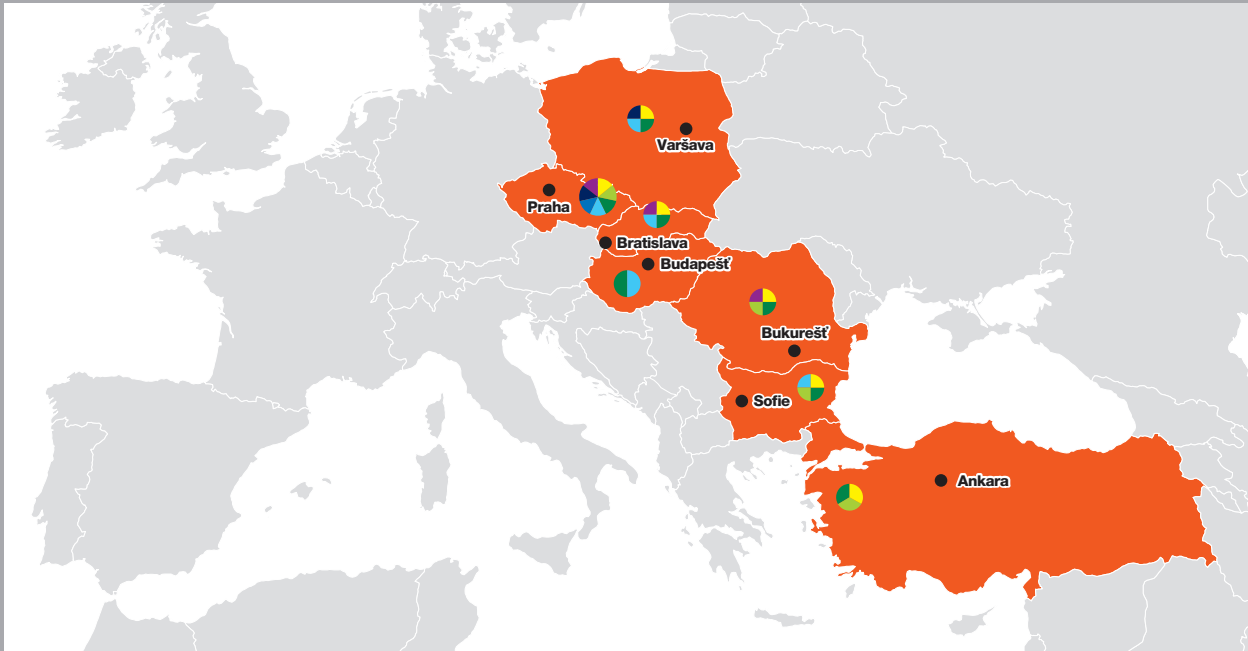 Varšava
Praha
Bratislava
Budapešť
Bukurešť
Sofie
Ankara